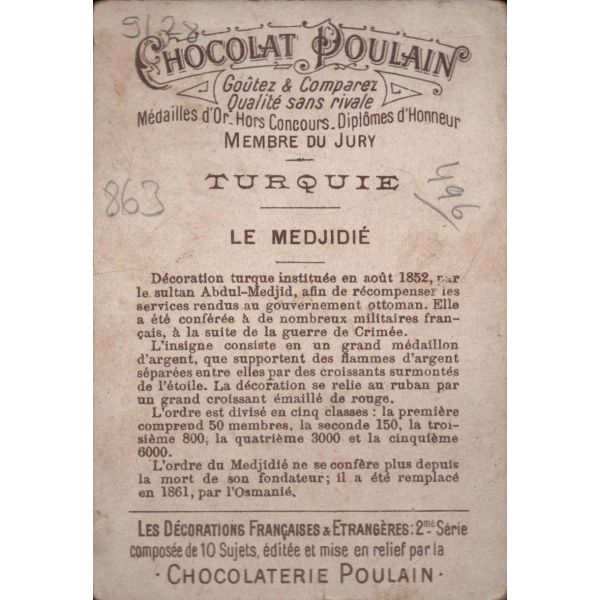 9128
CHOCOLAT POULAIN
Goûtez & Comparez
Qualité sans rivale
Médailles d'Or_Hors Concours_Diplômes d'Honneur
MEMBRE DU JURY
TURQUIE
863
496
LE MEDJIDIÉ
Décoration turque instituée en août 1852, par
le sultan Abdul-Medjid, afin de récompenser les
services rendus au gouvernement ottoman. Elle
a été conférée à de nombreux militaires fran-
çais, à la suite de la guerre de Crimée.
L'insigne consiste en un grand médaillon
d'argent, que supportent des flammes d'argent
séparées entre elles par des croissants surmontés
de l'étoile. La décoration se relie au ruban par
un grand croissant émaillé de rouge.
L'ordre est divisé en cinq classes : la première
comprend 50 membres, la seconde 150, la troi-
sième 800, la quatrième 3000 et la cinquième
6000.
L'ordre du Medjidié ne se confère plus depuis
la mort de son fondateur; il a été remplacé
en 1861, par l'Osmanié.
LES DÉCORATIONS FRANÇAISES & ETRANGÈRES: 2me Série
composée de 10 Sujets, éditée et mise en relief par la
· CHOCOLATERIE POULAIN ·